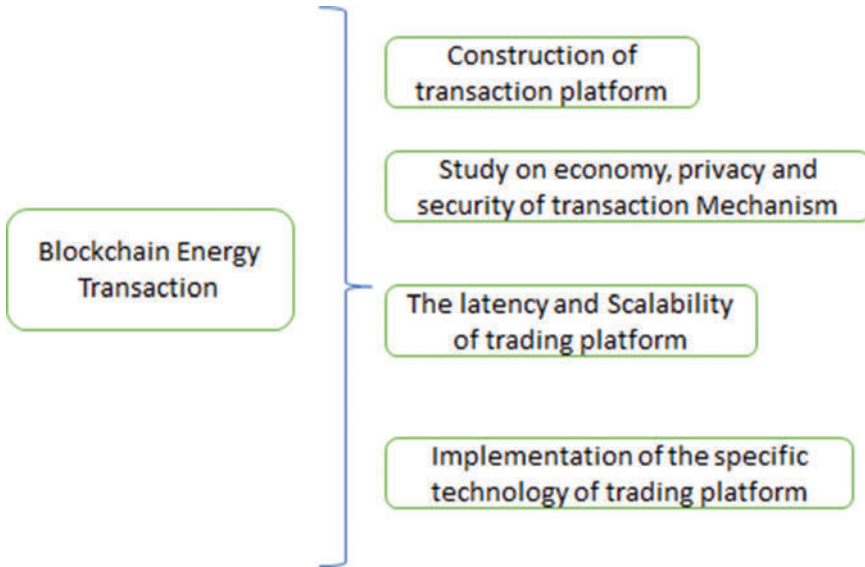 Construction of
transaction platform
Study on economy, privacy and
security of transaction Mechanism
Blockchain Energy
Transaction
The latency and Scalability
of trading platform
Implementation of the specific
technology of trading platform